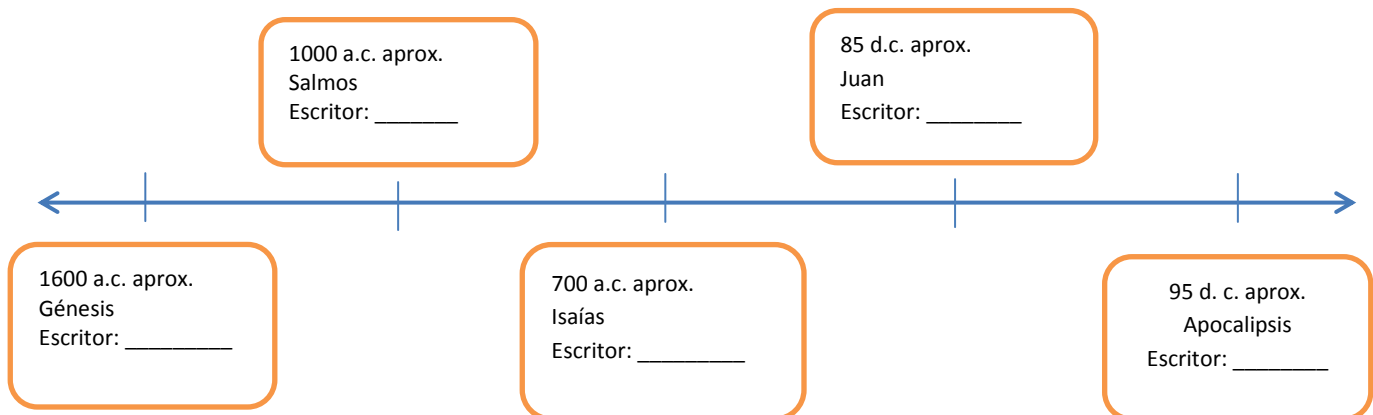 1000 a.c. aprox.
Salmos
Escritor: _______
85 d.c. aprox.
Juan
Escritor: ________
1600 a.c. aprox.
Génesis
Escritor: _________
700 a.c. aprox.
Isaías
Escritor: _________
95 d. c. aprox.
Apocalipsis
Escritor: ________